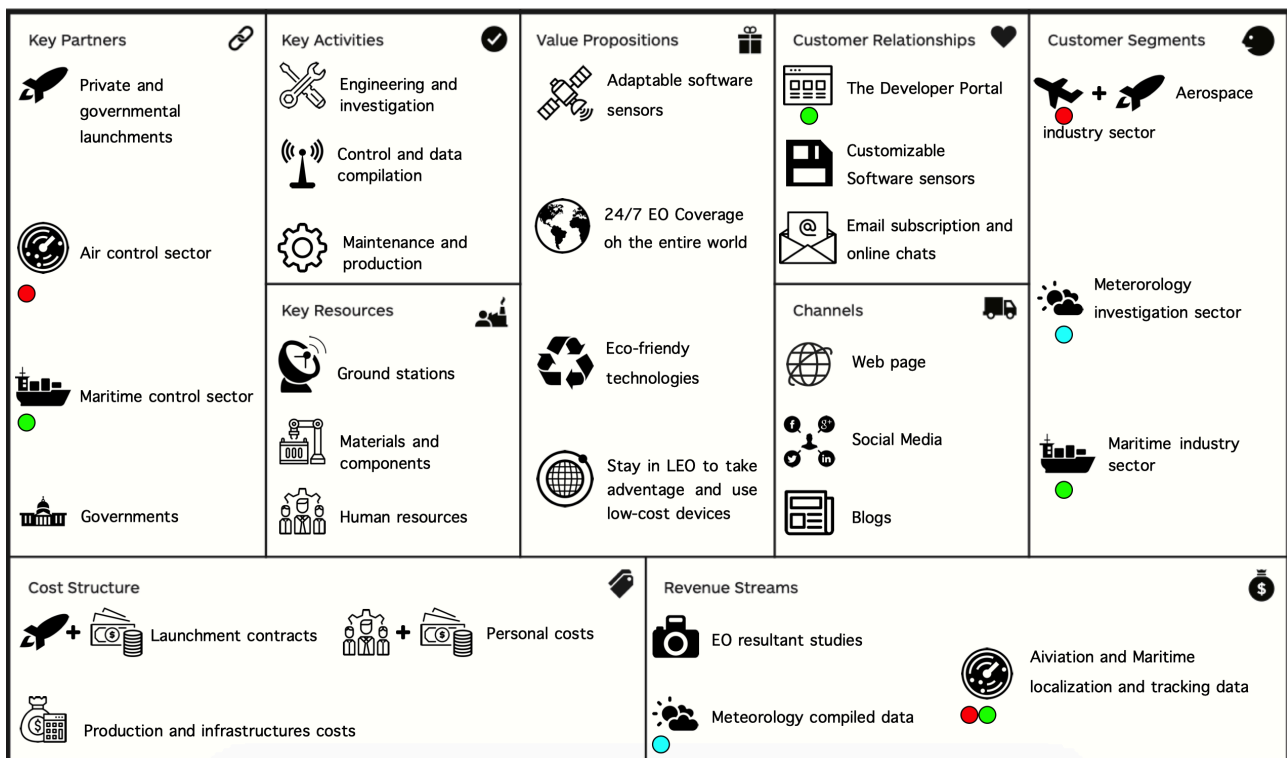 Key Partners
Private and
governmental
launchments
Air control sector
Maritime control sector
Governments
Key Activities
Engineering and
investigation
Control and data
compilation
Maintenance and
production
Key Resources
Ground stations
Materials and
components
Human resources
Value Propositions
Adaptable software
sensors
24/7 EO Coverage
oh the entire world
Eco-friendy
technologies
Stay in LEO to take
advantage and use
low-cost devices
Customer Relationships
The Developer Portal
Customizable
Software sensors
@
Email subscription and
online chats
Channels
Web page
f
g+
in
Social Media
Blogs
Customer Segments
+
Aerospace
industry sector
Meterorology
investigation sector
Maritime industry
sector
Cost Structure
+
$
Launchment contracts
+
$
Personal costs
$
Production and infrastructures costs
Revenue Streams
$
EO resultant studies
Meteorology compiled data
Aiviation and Maritime
localization and tracking data